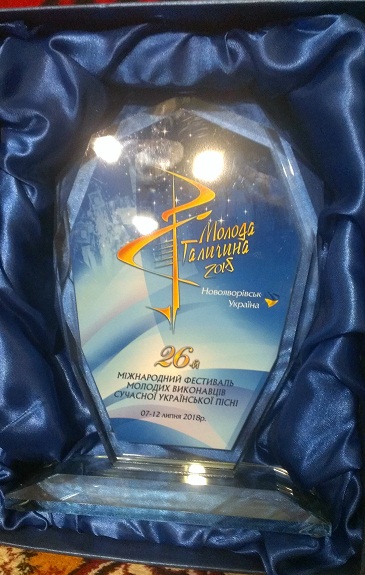 Молода
Галичина
2018
Новояворівськ
Україна
26-й
МІЖНАРОДНИЙ ФЕСТИВАЛЬ
МОЛОДИХ ВИКОНАВЦІВ
СУЧАСНОЇ УКРАЇНСЬКОЇ ПІСНІ
07-12 липня 2018р.